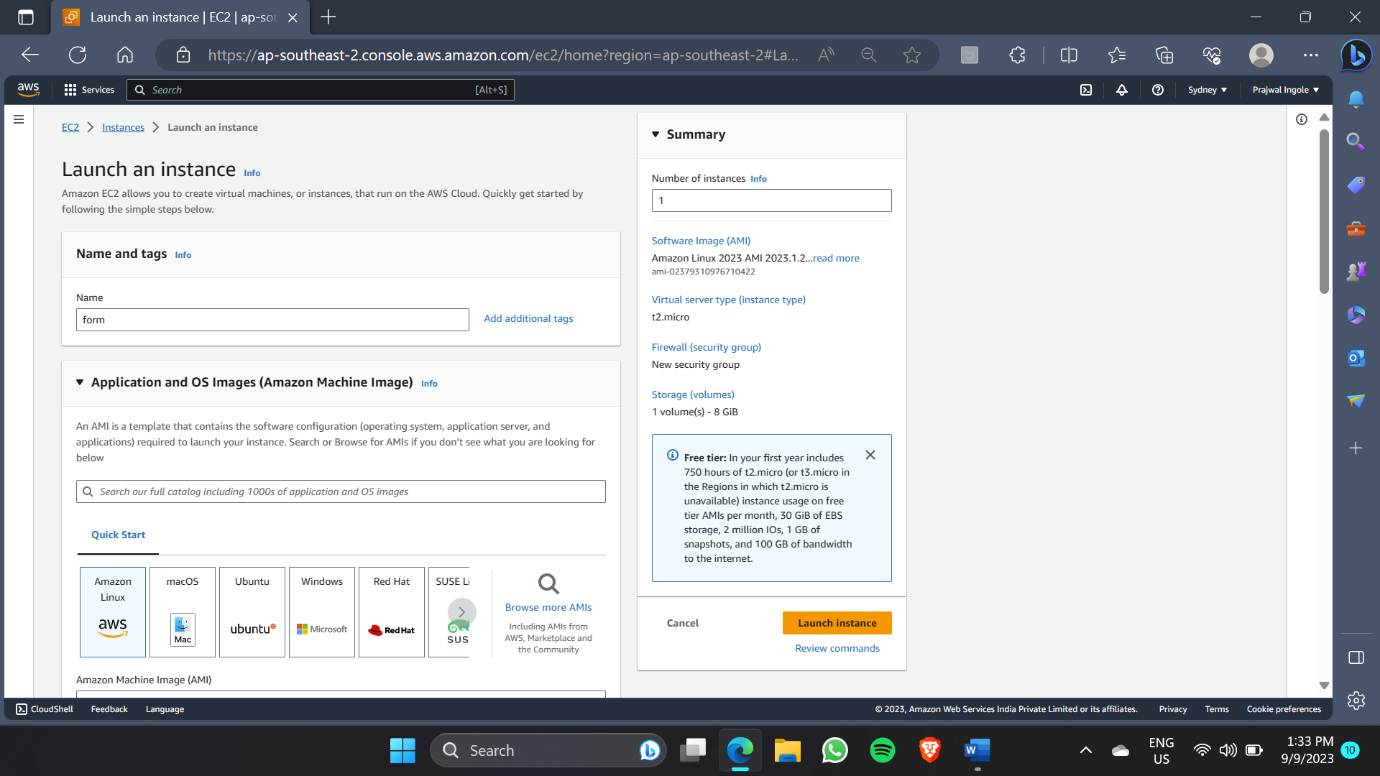 Launch an instance | EC2 | ap-sou
https://ap-southeast-2.console.aws.amazon.com/ec2/home?region=ap-southeast-2#La...
aws
Services
Search
[Alt+S]
Sydney
Prajwal Ingole
EC2
Instances
Launch an instance
Launch an instance Info
Amazon EC2 allows you to create virtual machines, or instances, that run on the AWS Cloud. Quickly get started by
following the simple steps below.
Name and tags Info
Name
form
Add additional tags
Application and OS Images (Amazon Machine Image) Info
An AMI is a template that contains the software configuration (operating system, application server, and
applications) required to launch your instance. Search or Browse for AMIs if you don't see what you are looking for
below
Search our full catalog including 1000s of application and OS images
Quick Start
Amazon
Linux
aws
macOS
Mac
Ubuntu
ubuntu
Windows
Microsoft
Red Hat
RedHat
SUSE Li
SUS
Browse more AMIs
Including AMIs from
AWS, Marketplace and
the Community
Amazon Machine Image (AMI)
Summary
Number of instances Info
1
Software Image (AMI)
Amazon Linux 2023 AMI 2023.1.2...read more
ami-02379310976710422
Virtual server type (instance type)
t2.micro
Firewall (security group)
New security group
Storage (volumes)
1 volume(s) - 8 GiB
Free tier: In your first year includes
750 hours of t2.micro (or t3.micro in
the Regions in which t2.micro is
unavailable) instance usage on free
tier AMIs per month, 30 GiB of EBS
storage, 2 million IOs, 1 GB of
snapshots, and 100 GB of bandwidth
to the internet.
Cancel
Launch instance
Review commands
CloudShell
Feedback
Language
© 2023, Amazon Web Services India Private Limited or its affiliates.
Privacy
Terms
Cookie preferences
Search
ENG
US
1:33 PM
9/9/2023
10